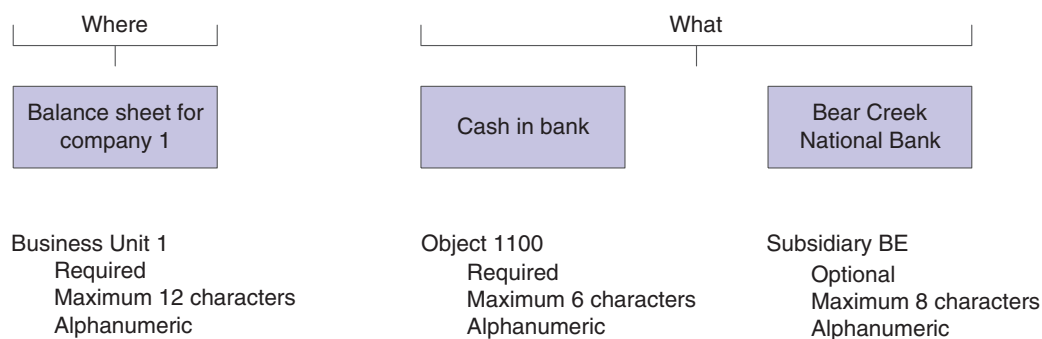 Where
What
Balance sheet for
company 1
Cash in bank
Bear Creek
National Bank
Business Unit 1
Required
Maximum 12 characters
Alphanumeric
Object 1100
Required
Maximum 6 characters
Alphanumeric
Subsidiary BE
Optional
Maximum 8 characters
Alphanumeric